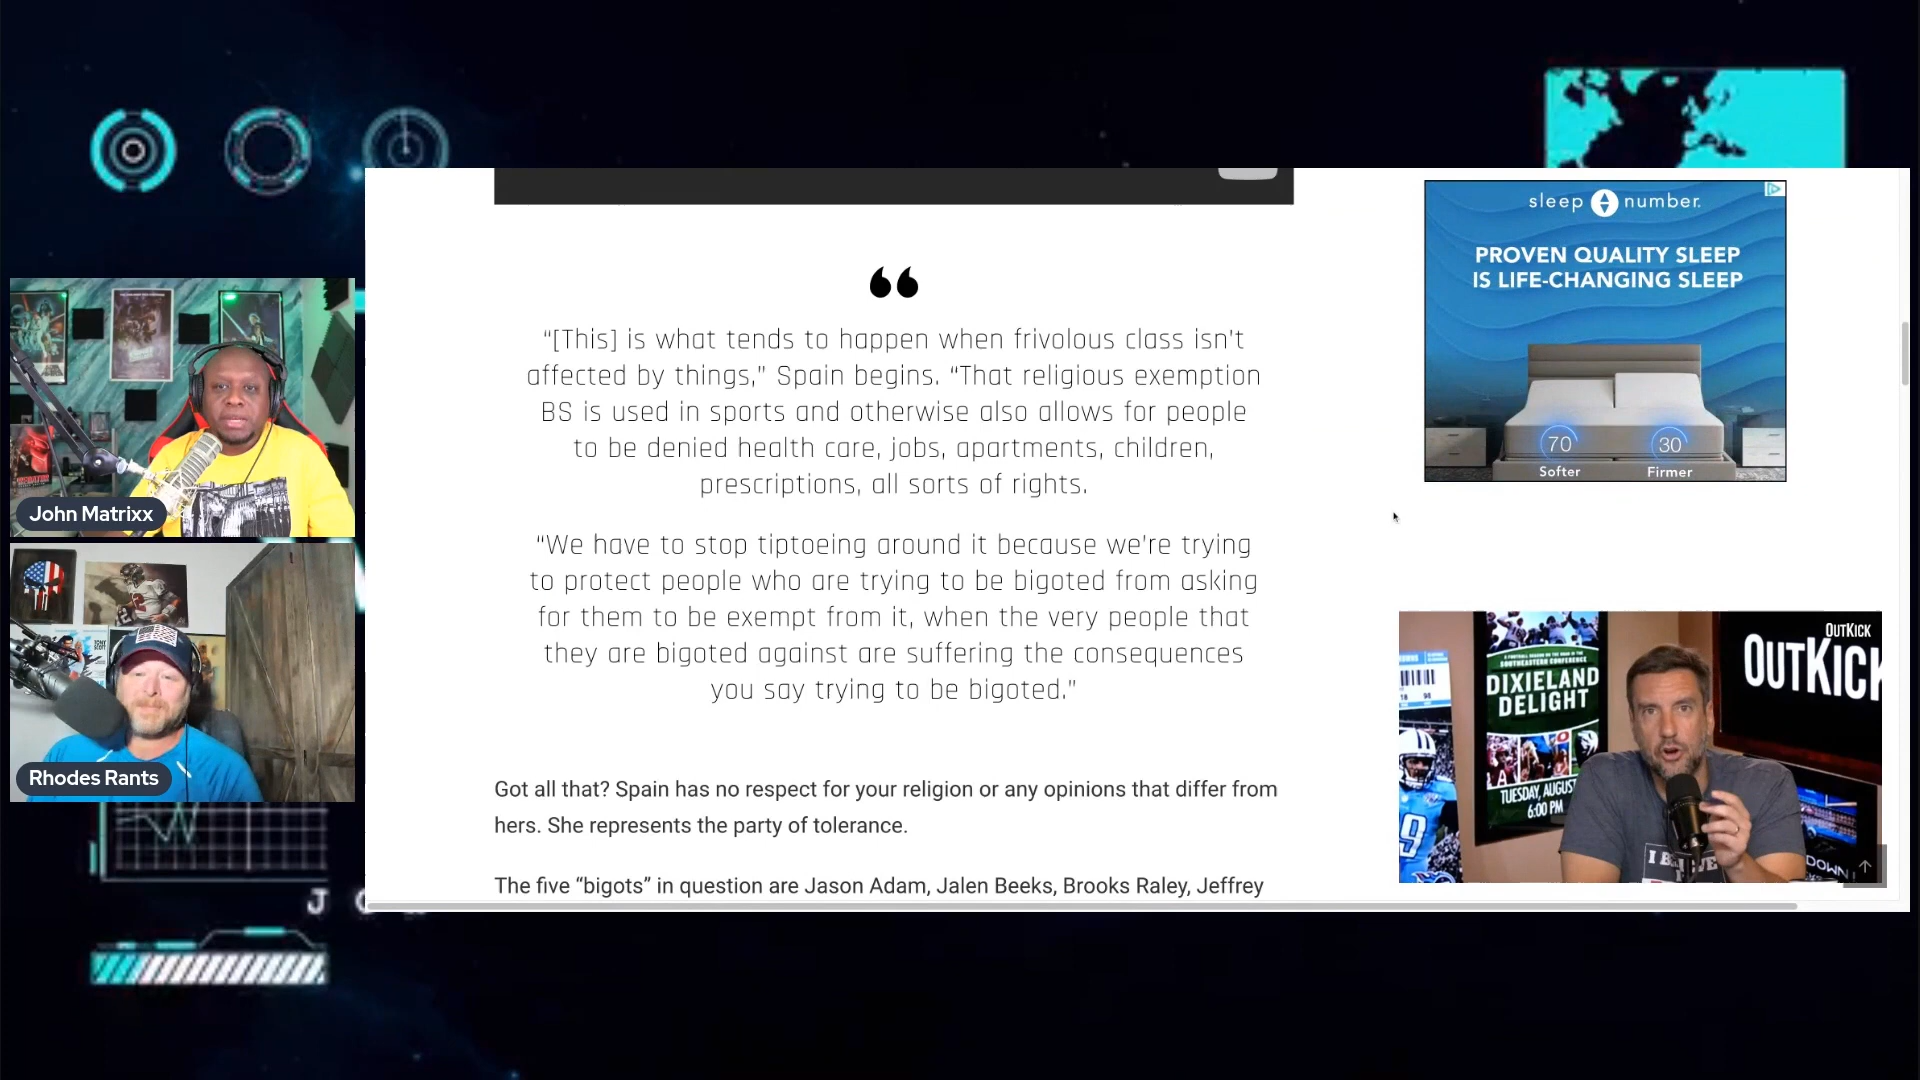 “[This] is what tends to happen when frivolous class isn’t
affected by things,” Spain begins. “That religious exemption
BS is used in sports and otherwise also allows for people
to be denied health care, jobs, apartments, children,
prescriptions, all sorts of rights.
“We have to stop tiptoeing around it because we’re trying
to protect people who are trying to be bigoted from asking
for them to be exempt from it, when the very people that
they are bigoted against are suffering the consequences
you say trying to be bigoted.”
Got all that? Spain has no respect for your religion or any opinions that differ from
hers. She represents the party of tolerance.
The five “bigots” in question are Jason Adam, Jalen Beeks, Brooks Raley, Jeffrey
sleep number.
PROVEN QUALITY SLEEP
IS LIFE-CHANGING SLEEP
70
30
Softer
Firmer
OUTKICK
OUTKICK
DIXIELAND
DELIGHT
TUESDAY, AUGUST
6:00 PM
John Matrixx
Rhodes Rants